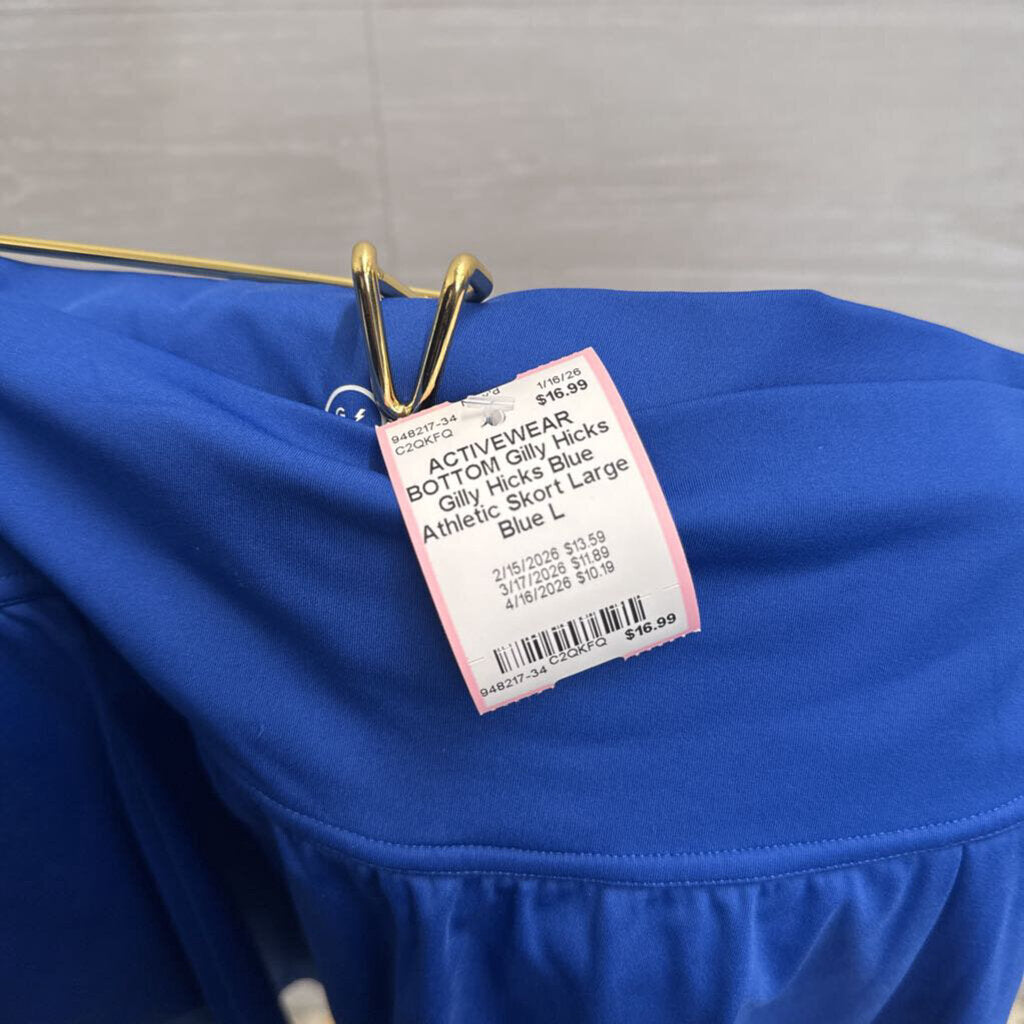 G
948217-34
C2QKFQ
1/16/26
$16.99
ACTIVEWEAR
BOTTOM Gilly Hicks
Gilly Hicks Blue
Athletic Skort Large
Blue L
2/15/2026 $13.59
3/17/2026 $11.89
4/16/2026 $10.19
948217-34 C2QKFQ $16.99